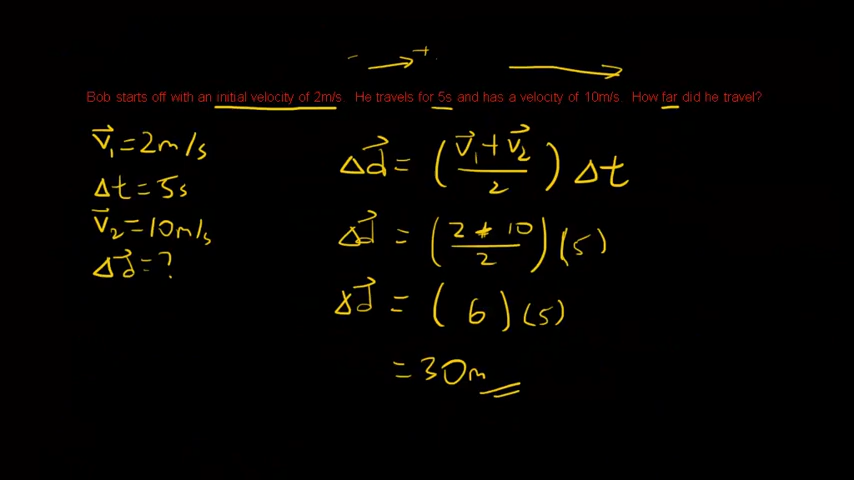 - → +
Bob starts off with an initial velocity of 2m/s. He travels for 5s and has a velocity of 10m/s. How far did he travel?
v⃗₁ = 2m/s
Δt = 5s
v⃗₂ = 10m/s
Δd⃗ = ?
Δd⃗ = ( (v⃗₁ + v⃗₂) / 2 ) Δt
Δd⃗ = ( (2 + 10) / 2 ) (5)
Δd⃗ = ( 6 ) (5)
= 30m